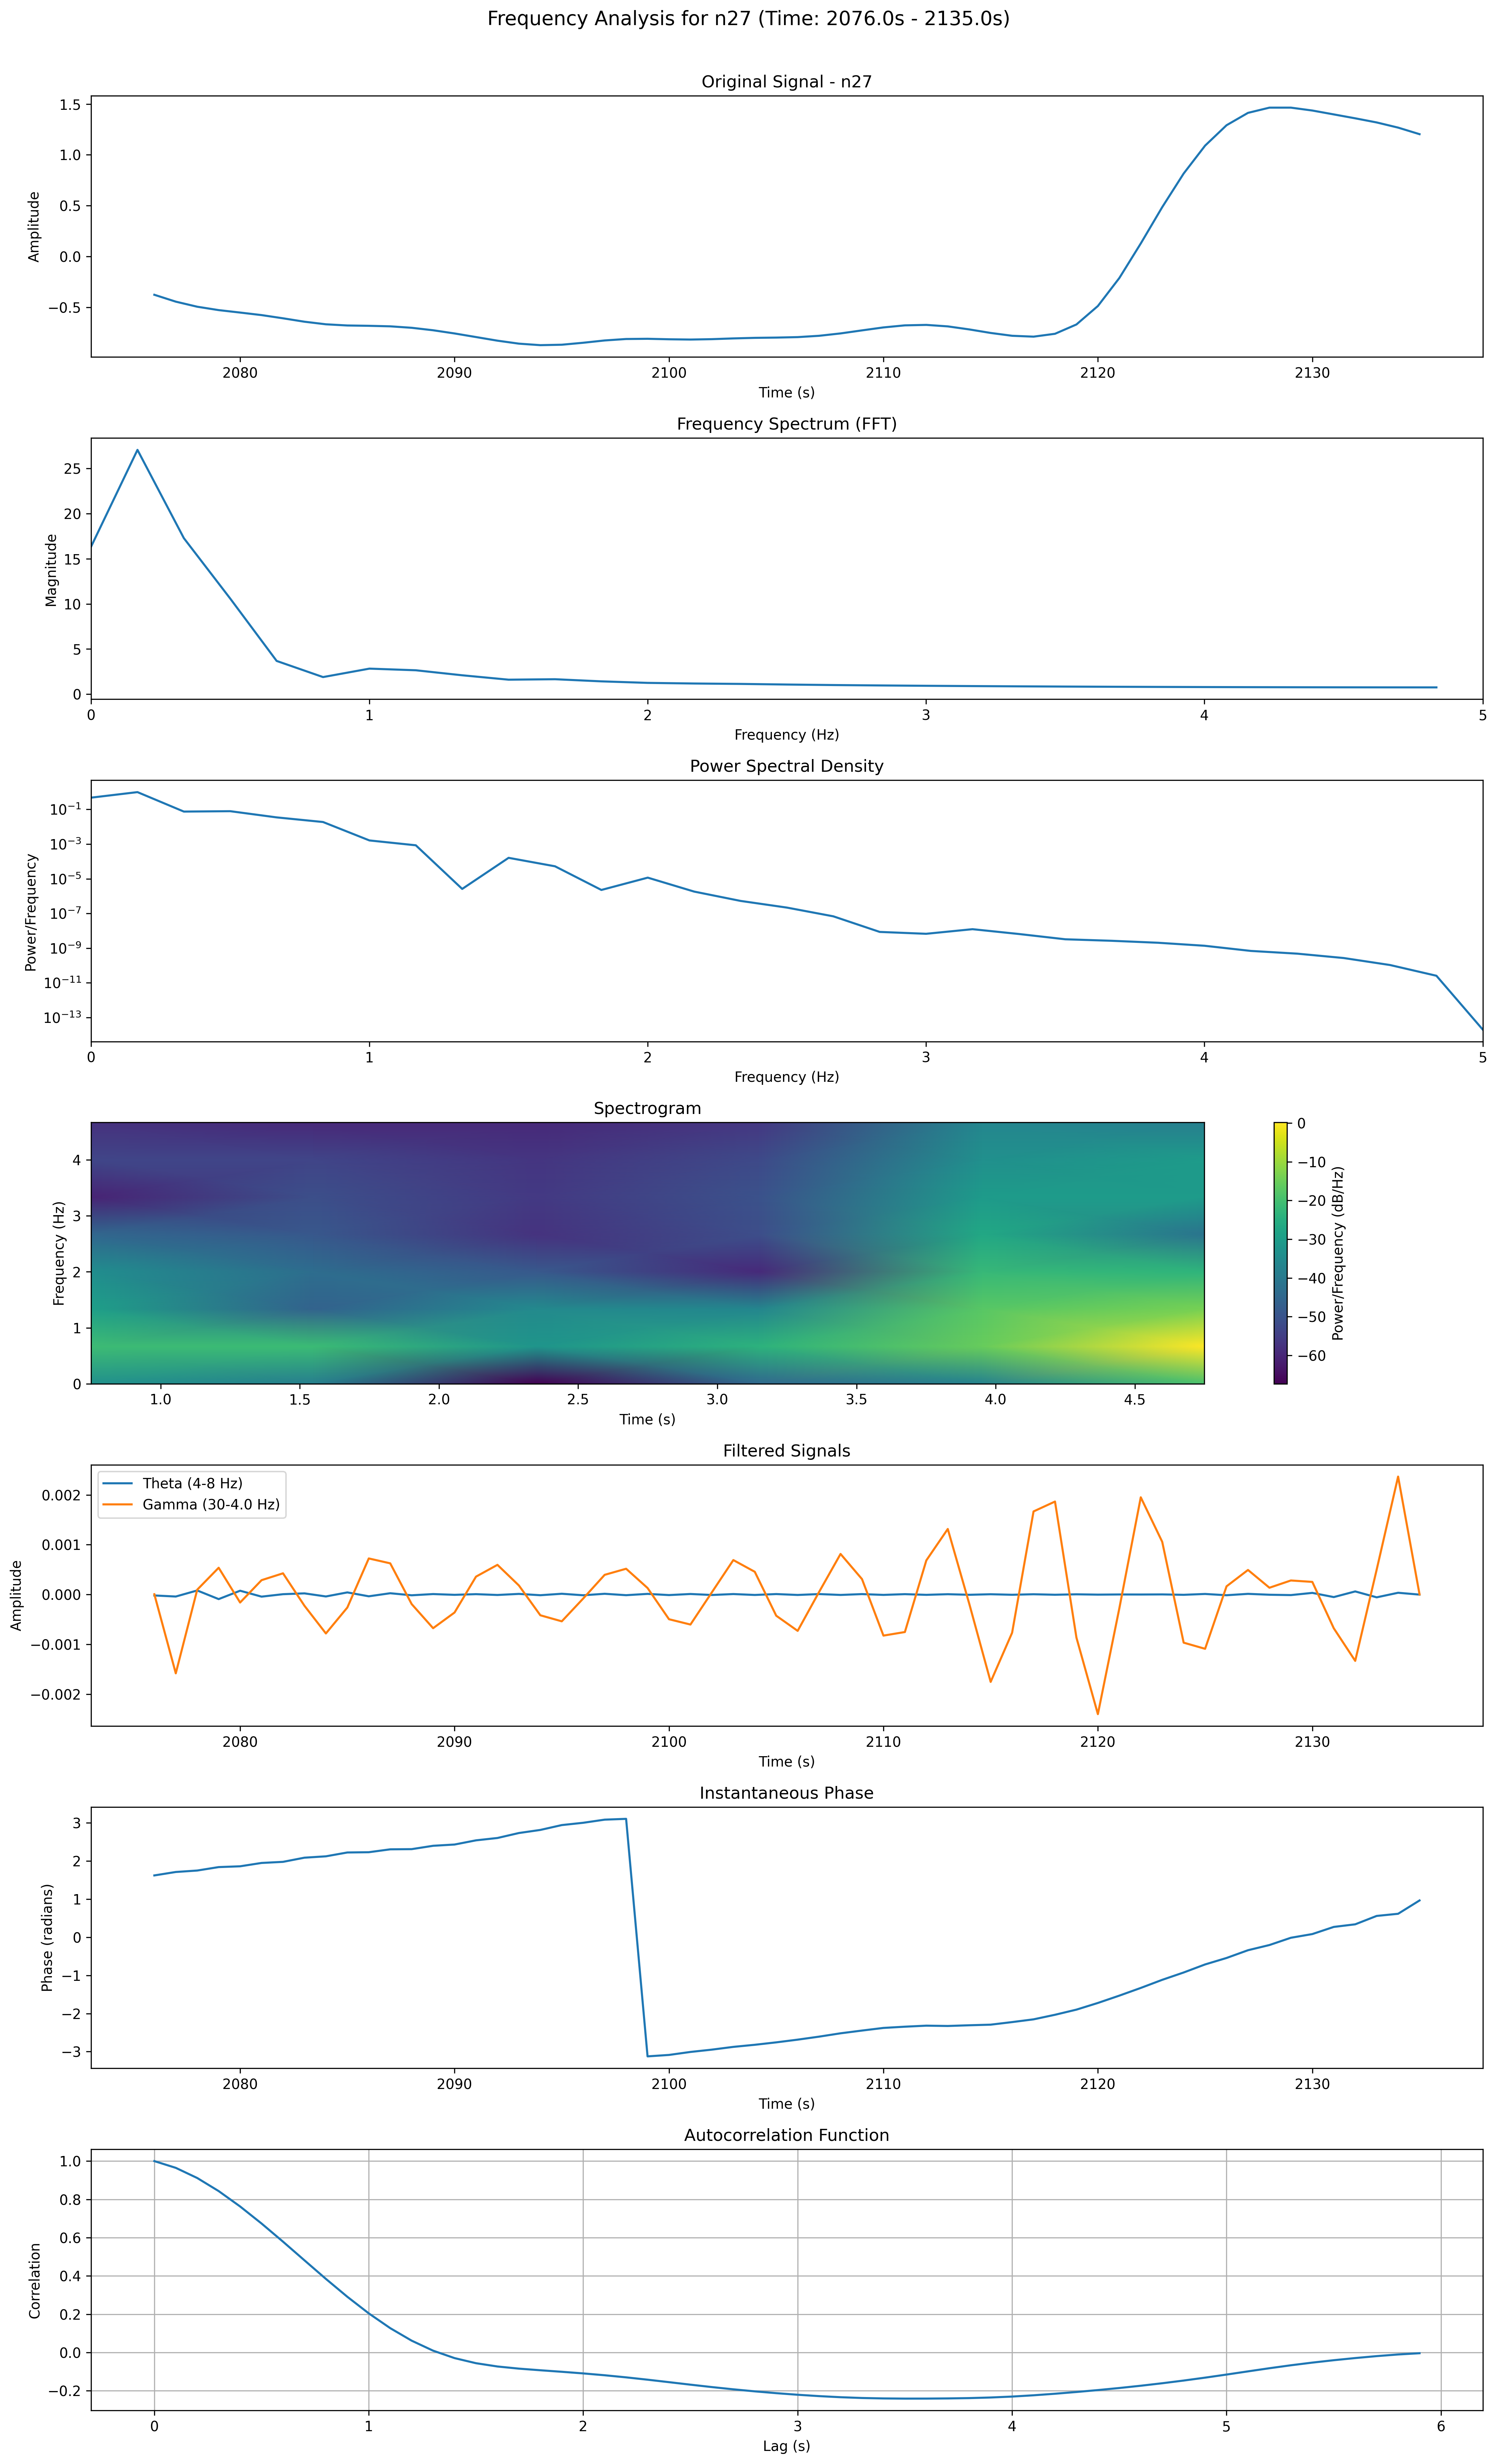 Frequency Analysis for n27 (Time: 2076.0s - 2135.0s)
Original Signal - n27
Amplitude
1.5
1.0
0.5
0.0
−0.5
2080 2090 2100 2110 2120 2130
Time (s)
Frequency Spectrum (FFT)
Magnitude
25
20
15
10
5
0
0 1 2 3 4 5
Frequency (Hz)
Power Spectral Density
Power/Frequency
10⁻¹
10⁻³
10⁻⁵
10⁻⁷
10⁻⁹
10⁻¹¹
10⁻¹³
0 1 2 3 4 5
Frequency (Hz)
Spectrogram
Frequency (Hz)
4
3
2
1
0
1.0 1.5 2.0 2.5 3.0 3.5 4.0 4.5
Time (s)
0
−10
−20
−30
−40
−50
−60
Power/Frequency (dB/Hz)
Filtered Signals
Theta (4-8 Hz)
Gamma (30-4.0 Hz)
Amplitude
0.002
0.001
0.000
−0.001
−0.002
2080 2090 2100 2110 2120 2130
Time (s)
Instantaneous Phase
Phase (radians)
3
2
1
0
−1
−2
−3
2080 2090 2100 2110 2120 2130
Time (s)
Autocorrelation Function
Correlation
1.0
0.8
0.6
0.4
0.2
0.0
−0.2
0 1 2 3 4 5 6
Lag (s)